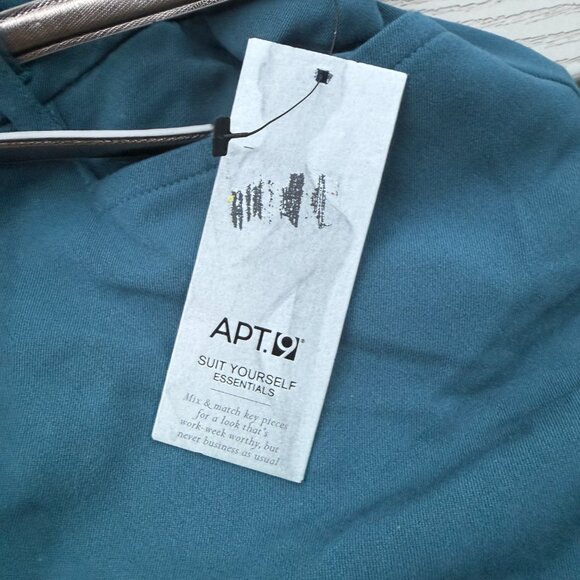 APT.9®
SUIT YOURSELF
ESSENTIALS
Mix & match key pieces
for a look that's
work-week worthy, but
never business as usual